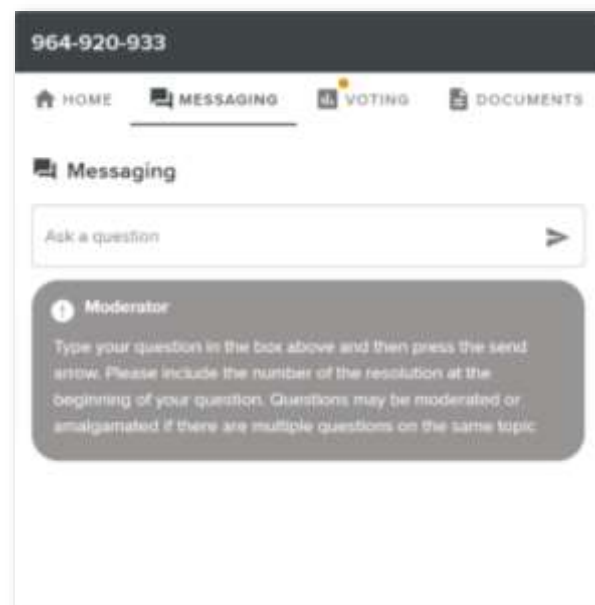 964-920-933
HOME MESSAGING VOTING DOCUMENTS
Messaging
Ask a question
Moderator
Type your question in the box above and then press the send
arrow. Please include the number of the resolution at the
beginning of your question. Questions may be moderated or
amalgamated if there are multiple questions on the same topic